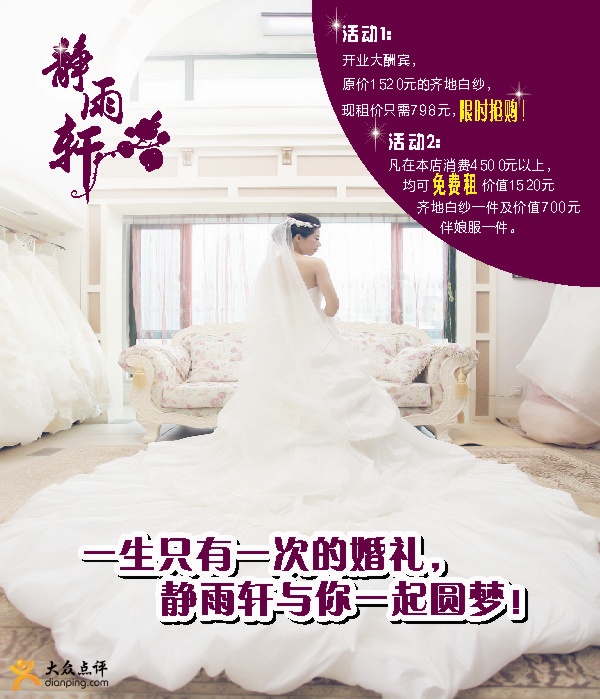 静雨轩
活动1:
开业大酬宾,
原价1520元的齐地白纱,
现租价只需798元,限时抢购!
活动2:
凡在本店消费4500元以上,
均可免费租价值1520元
齐地白纱一件及价值700元
伴娘服一件。
一生只有一次的婚礼,
静雨轩与你一起圆梦!
大众点评
dianping.com